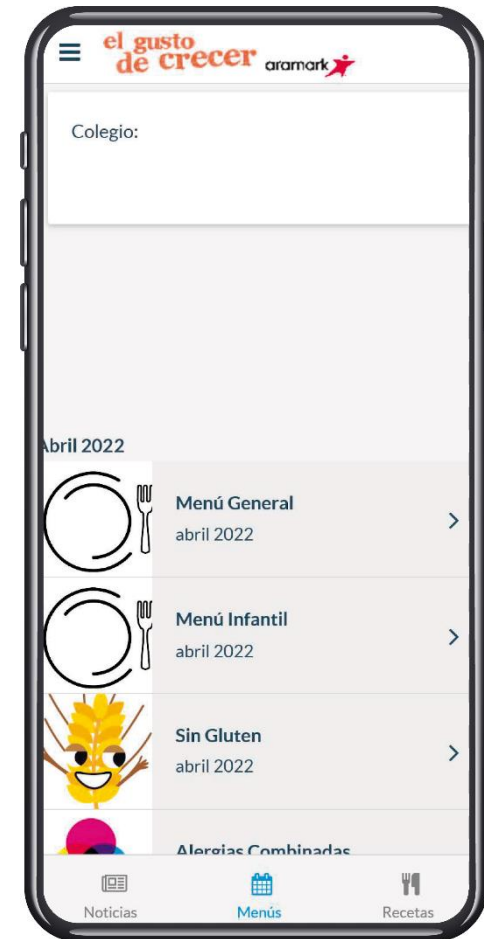 el gusto
de crecer aramark
Colegio:
Abril 2022
Menú General
abril 2022
Menú Infantil
abril 2022
Sin Gluten
abril 2022
Alergias Combinadas
Noticias
Menús
Recetas